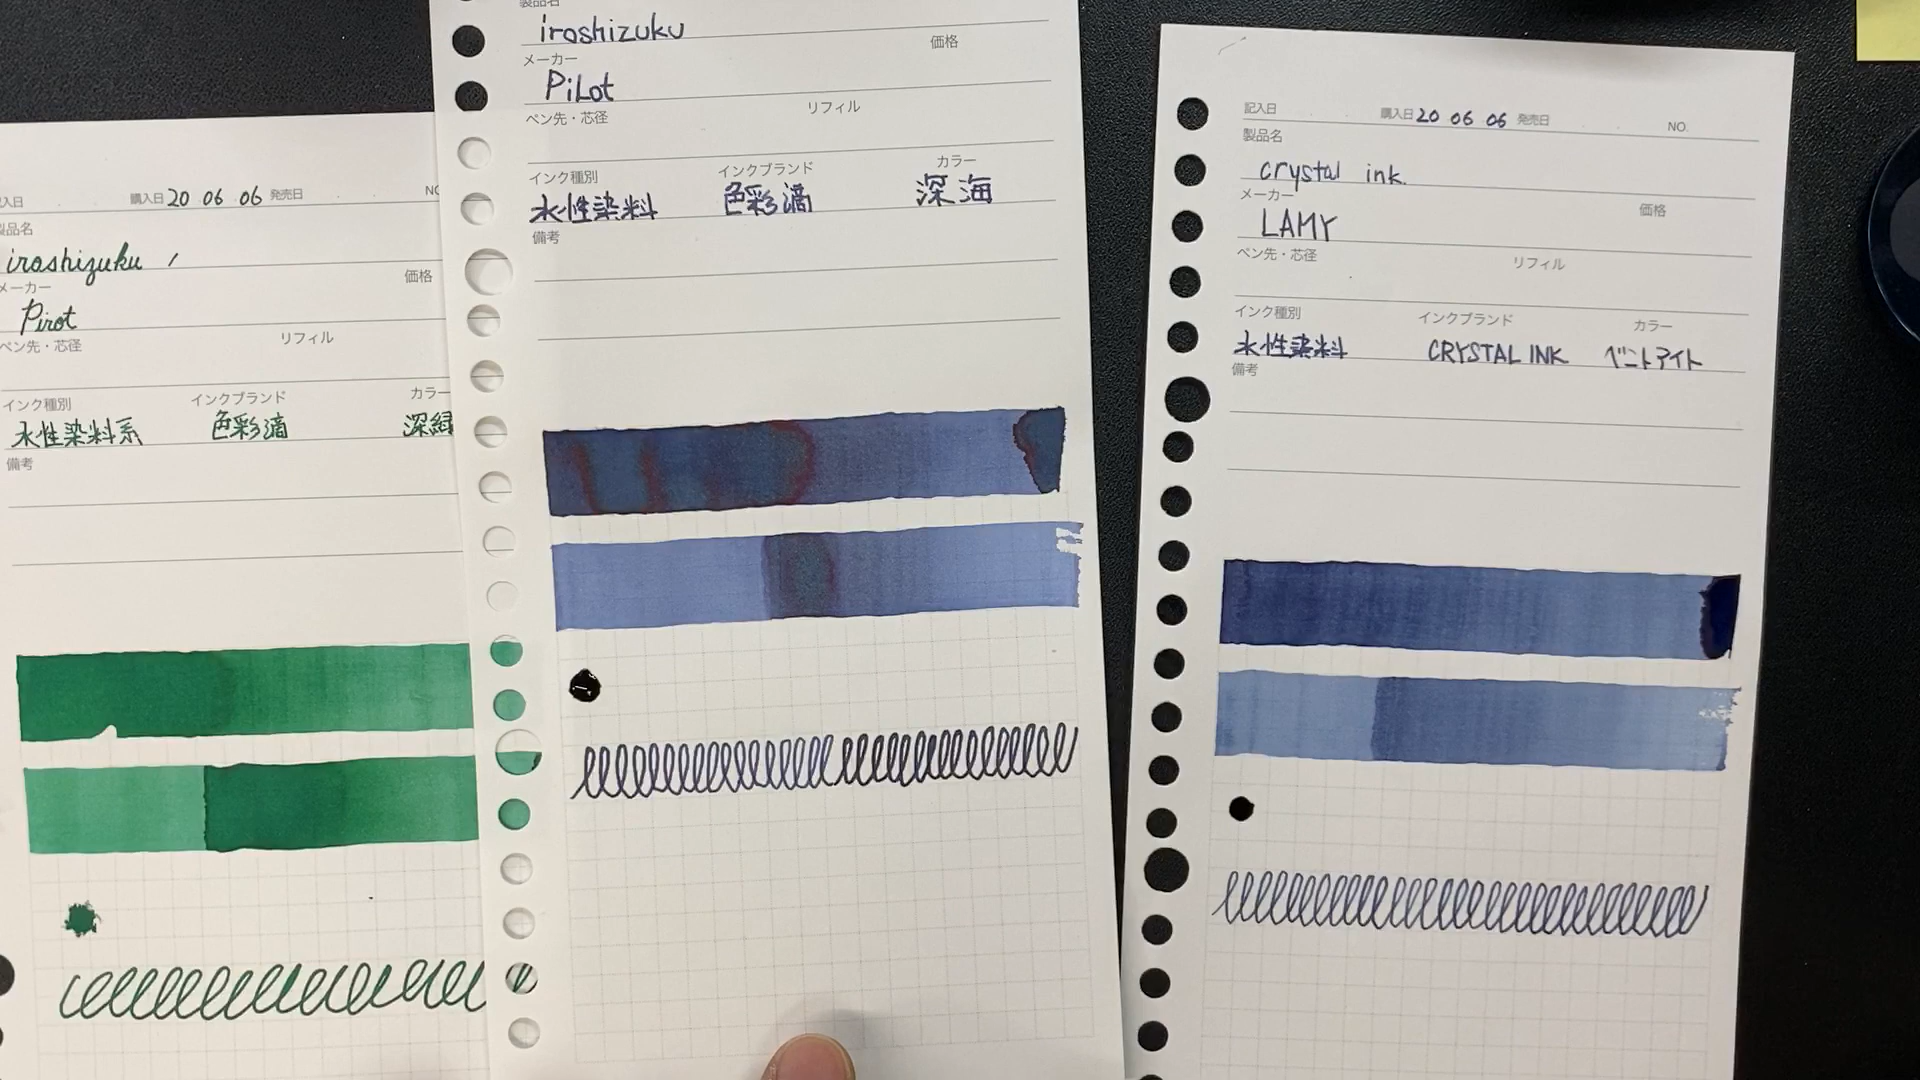 記入日 購入日 20 06 06 発売日
製品名
iroshizuku
メーカー 価格
Pirot
ペン先・芯径 リフィル
インク種別 インクブランド カラー
水性染料系 色彩滴 深緑
備考
製品名
iroshizuku
メーカー 価格
PiLot
ペン先・芯径 リフィル
インク種別 インクブランド カラー
水性染料 色彩滴 深海
備考
記入日 購入日 20 06 06 発売日 NO.
製品名
crystal ink.
メーカー 価格
LAMY
ペン先・芯径 リフィル
インク種別 インクブランド カラー
水性染料 CRYSTAL INK ベニトアイト
備考